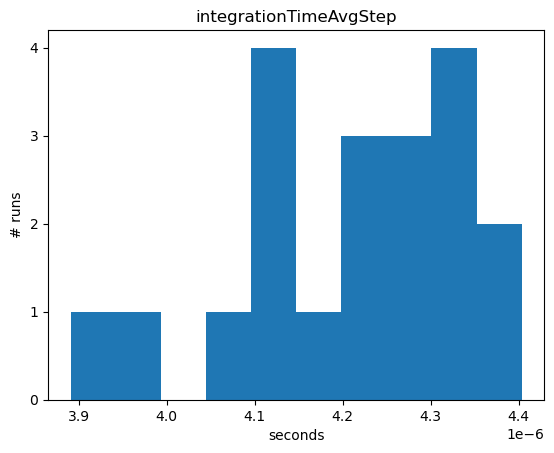 integrationTimeAvgStep
4
3
2
1
0
# runs
3.9 4.0 4.1 4.2 4.3 4.4
1e−6
seconds